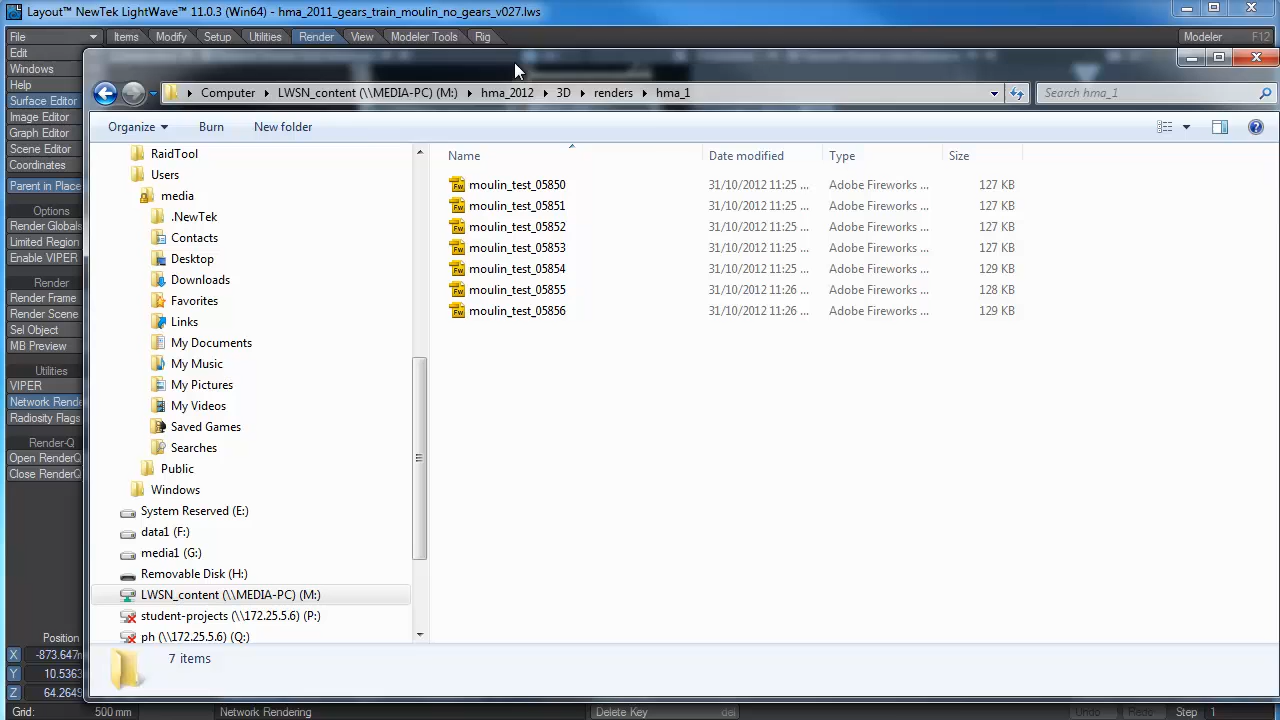 Layout™ NewTek LightWave™ 11.0.3 (Win64) - hma_2011_gears_train_moulin_no_gears_v027.lws
File Items Modify Setup Utilities Render View Modeler Tools Rig Modeler F12
Edit
Windows
Help
Surface Editor
Image Editor
Graph Editor
Scene Editor
Coordinates
Parent in Place
Options
Render Globals
Limited Region
Enable VIPER
Render
Render Frame
Render Scene
Sel Object
MB Preview
Utilities
VIPER
Network Rende
Radiosity Flags
Render-Q
Open RenderQ
Close RenderQ
Position
X -873.647m
Y 10.5363
Z 64.2649
Grid: 500 mm
Computer LWSN_content (\\MEDIA-PC) (M:) hma_2012 3D renders hma_1
Search hma_1
Organize Burn New folder
RaidTool
Users
media
.NewTek
Contacts
Desktop
Downloads
Favorites
Links
My Documents
My Music
My Pictures
My Videos
Saved Games
Searches
Public
Windows
System Reserved (E:)
data1 (F:)
media1 (G:)
Removable Disk (H:)
LWSN_content (\\MEDIA-PC) (M:)
student-projects (\\172.25.5.6) (P:)
ph (\\172.25.5.6) (Q:)
Name Date modified Type Size
moulin_test_05850 31/10/2012 11:25 ... Adobe Fireworks ... 127 KB
moulin_test_05851 31/10/2012 11:25 ... Adobe Fireworks ... 127 KB
moulin_test_05852 31/10/2012 11:25 ... Adobe Fireworks ... 127 KB
moulin_test_05853 31/10/2012 11:25 ... Adobe Fireworks ... 127 KB
moulin_test_05854 31/10/2012 11:25 ... Adobe Fireworks ... 129 KB
moulin_test_05855 31/10/2012 11:26 ... Adobe Fireworks ... 128 KB
moulin_test_05856 31/10/2012 11:26 ... Adobe Fireworks ... 129 KB
7 items
Network Rendering Delete Key del Undo Redo Step 1